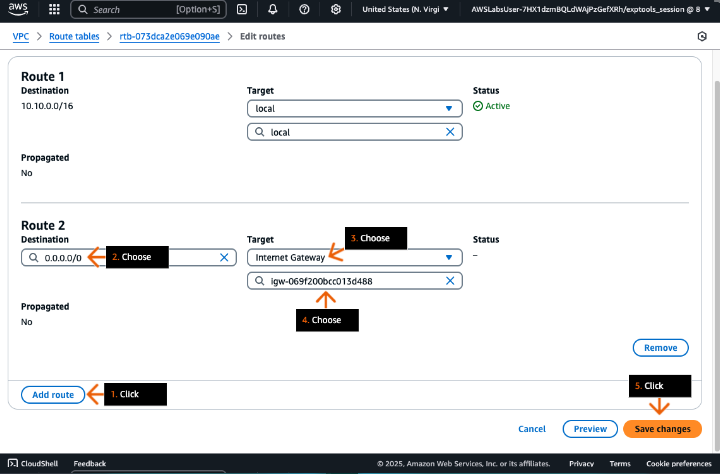 aws
Search [Option+S]
United States (N. Virgi
AWSLabsUser-7HX1dzmBQLdWAjPzGefXRh/exptools_session @ 8
VPC > Route tables > rtb-073dca2e069e090ae > Edit routes
Route 1
Destination Target Status
10.10.0.0/16 local Active
local
Propagated
No
Route 2
Destination Target Status
3. Choose
0.0.0.0/0 2. Choose Internet Gateway –
igw-069f200bcc013d488
Propagated
No
4. Choose
Remove
Add route 1. Click
5. Click
Cancel Preview Save changes
CloudShell Feedback © 2025, Amazon Web Services, Inc. or its affiliates. Privacy Terms Cookie preferences